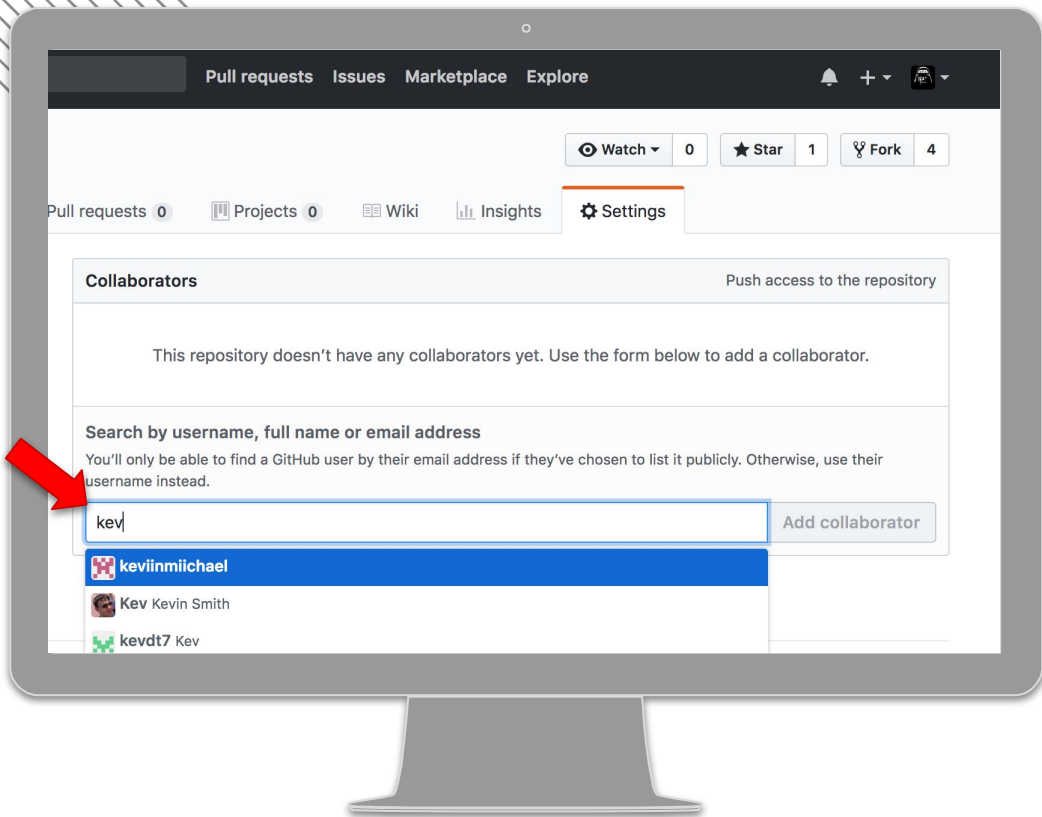 Pull requests Issues Marketplace Explore
Watch 0 Star 1 Fork 4
Pull requests 0 Projects 0 Wiki Insights Settings
Collaborators Push access to the repository
This repository doesn’t have any collaborators yet. Use the form below to add a collaborator.
Search by username, full name or email address
You’ll only be able to find a GitHub user by their email address if they’ve chosen to list it publicly. Otherwise, use their
username instead.
kev Add collaborator
keviinmiichael
Kev Kevin Smith
kevdt7 Kev